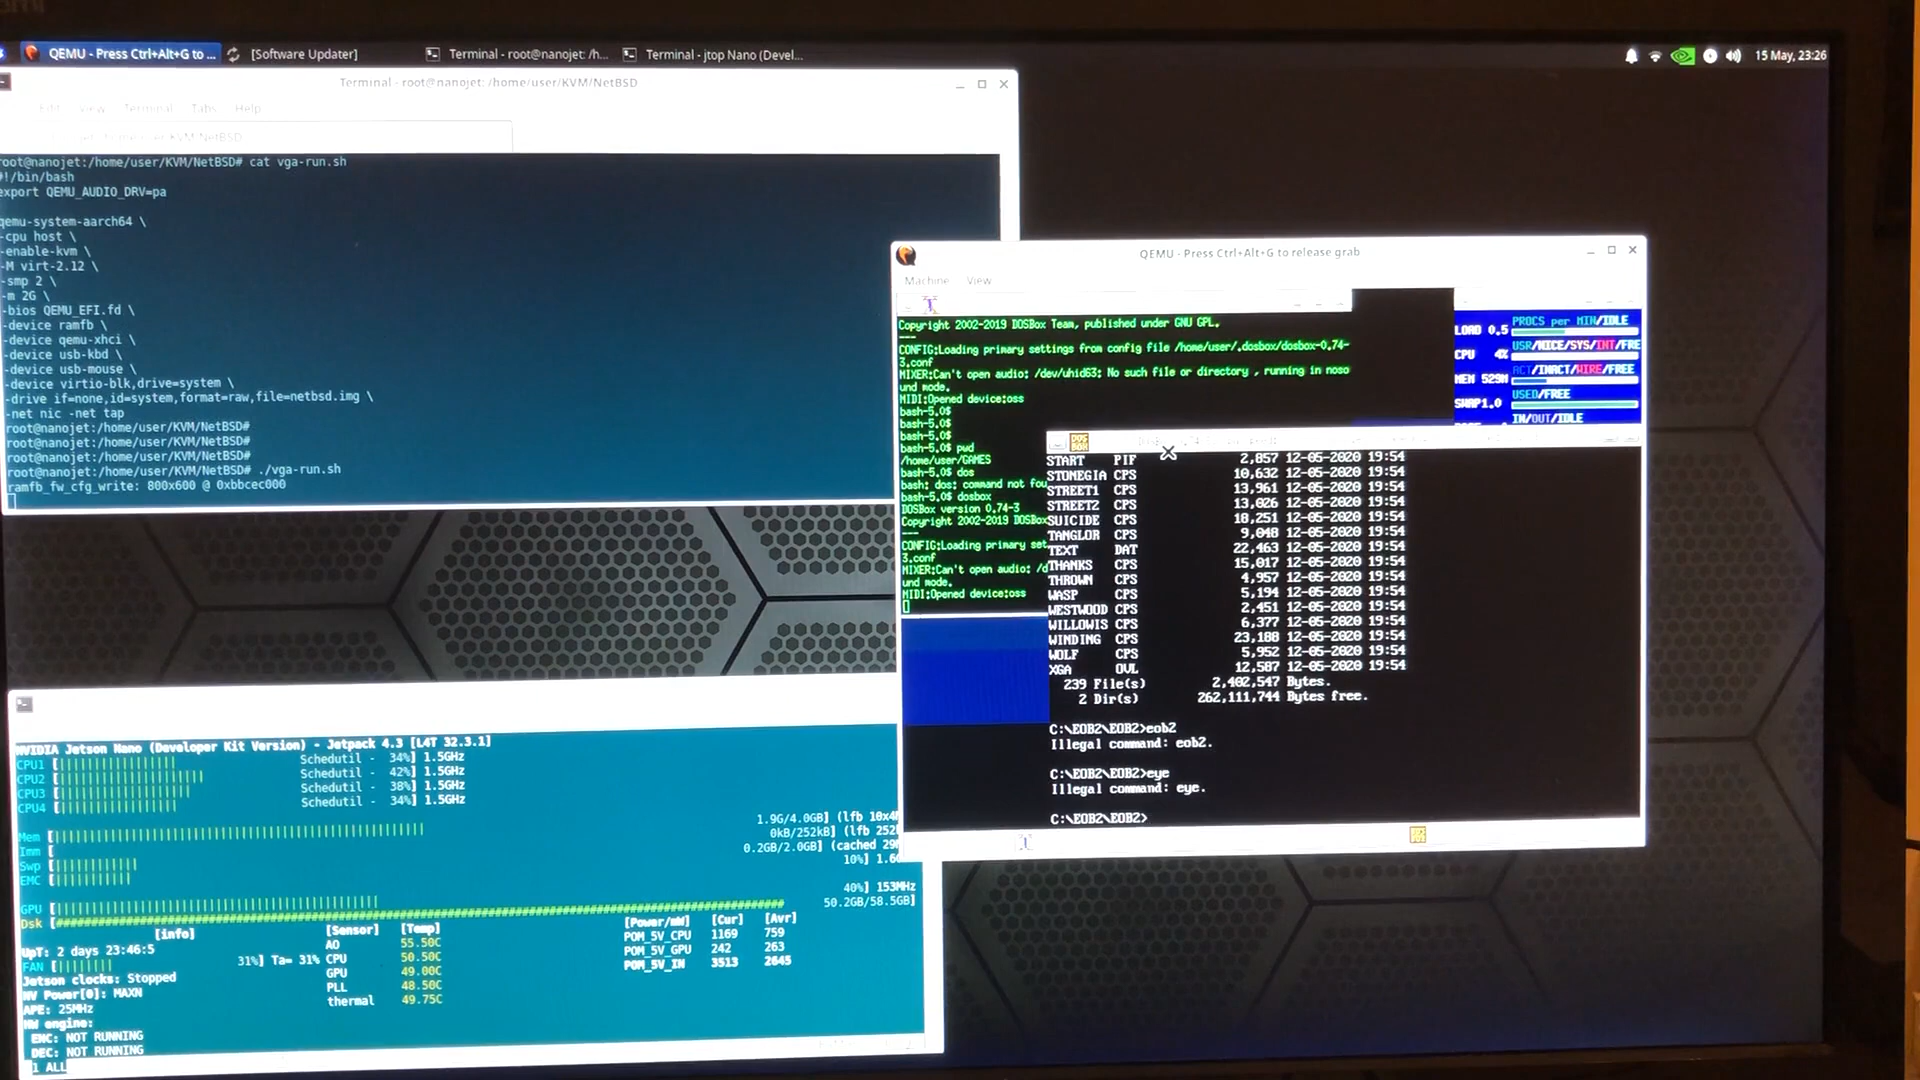 QEMU - Press Ctrl+Alt+G to ...
[Software Updater]
Terminal - root@nanojet: /h...
Terminal - jtop Nano (Devel...
15 May, 23:26
Terminal - root@nanojet: /home/user/KVM/NetBSD
Edit View Terminal Tabs Help
root@nanojet:/home/user/KVM/NetBSD# cat vga-run.sh
#!/bin/bash
export QEMU_AUDIO_DRV=pa
qemu-system-aarch64 \
-cpu host \
-enable-kvm \
-M virt-2.12 \
-smp 2 \
-m 2G \
-bios QEMU_EFI.fd \
-device ramfb \
-device qemu-xhci \
-device usb-kbd \
-device usb-mouse \
-device virtio-blk,drive=system \
-drive if=none,id=system,format=raw,file=netbsd.img \
-net nic -net tap
root@nanojet:/home/user/KVM/NetBSD#
root@nanojet:/home/user/KVM/NetBSD#
root@nanojet:/home/user/KVM/NetBSD#
root@nanojet:/home/user/KVM/NetBSD# ./vga-run.sh
ramfb_fw_cfg_write: 800x600 @ 0xbbcec000
QEMU - Press Ctrl+Alt+G to release grab
Machine View
Copyright 2002-2019 DOSBox Team, published under GNU GPL.
---
CONFIG:Loading primary settings from config file /home/user/.dosbox/dosbox-0.74-
3.conf
MIXER:Can't open audio: /dev/uhid63: No such file or directory , running in noso
und mode.
MIDI:Opened device:oss
bash-5.0$
bash-5.0$
bash-5.0$
bash-5.0$ pwd
/home/user/GAMES
bash-5.0$ dos
bash: dos: command not fou
bash-5.0$ dosbox
DOSBox version 0.74-3
Copyright 2002-2019 DOSBox
---
CONFIG:Loading primary set
3.conf
MIXER:Can't open audio: /d
und mode.
MIDI:Opened device:oss
LOAD 0.5 PROCS per MIN/IDLE
CPU 4% USR/NICE/SYS/INT/FRE
MEM 529M ACT/INACT/WIRE/FREE
SWAP1.0 USED/FREE
IN/OUT/IDLE
START PIF 2,857 12-05-2020 19:54
STONEGIA CPS 10,632 12-05-2020 19:54
STREET1 CPS 13,961 12-05-2020 19:54
STREET2 CPS 13,026 12-05-2020 19:54
SUICIDE CPS 18,251 12-05-2020 19:54
TANGLOR CPS 9,048 12-05-2020 19:54
TEXT DAT 22,463 12-05-2020 19:54
THANKS CPS 15,017 12-05-2020 19:54
THROWN CPS 4,957 12-05-2020 19:54
WASP CPS 5,194 12-05-2020 19:54
WESTWOOD CPS 2,451 12-05-2020 19:54
WILLOWIS CPS 6,377 12-05-2020 19:54
WINDING CPS 23,188 12-05-2020 19:54
WOLF CPS 5,952 12-05-2020 19:54
XGA OVL 12,587 12-05-2020 19:54
239 File(s) 2,402,547 Bytes.
2 Dir(s) 262,111,744 Bytes free.
C:\EOB2\EOB2>eob2
Illegal command: eob2.
C:\EOB2\EOB2>eye
Illegal command: eye.
C:\EOB2\EOB2>
NVIDIA Jetson Nano (Developer Kit Version) - Jetpack 4.3 [L4T 32.3.1]
CPU1 [ Schedutil - 34%] 1.5GHz
CPU2 [ Schedutil - 42%] 1.5GHz
CPU3 [ Schedutil - 38%] 1.5GHz
CPU4 [ Schedutil - 34%] 1.5GHz
Mem [ 1.9G/4.0GB] (lfb 10x4
Imm [ 0kB/252kB] (lfb 252
Swp [ 0.2GB/2.0GB] (cached 29
EMC [ 10%] 1.6
GPU [ 40%] 153MHz
Dsk [ 50.2GB/58.5GB]
[info] [Sensor] [Temp] [Power/mW] [Cur] [Avr]
UpT: 2 days 23:46:5 AO 55.50C POM_5V_CPU 1169 759
FAN [ 31%] Ta= 31% CPU 50.50C POM_5V_GPU 242 263
Jetson clocks: Stopped GPU 49.00C POM_5V_IN 3513 2645
NV Power[0]: MAXN PLL 48.50C
APE: 25MHz thermal 49.75C
HW engine:
ENC: NOT RUNNING
DEC: NOT RUNNING
1 ALL